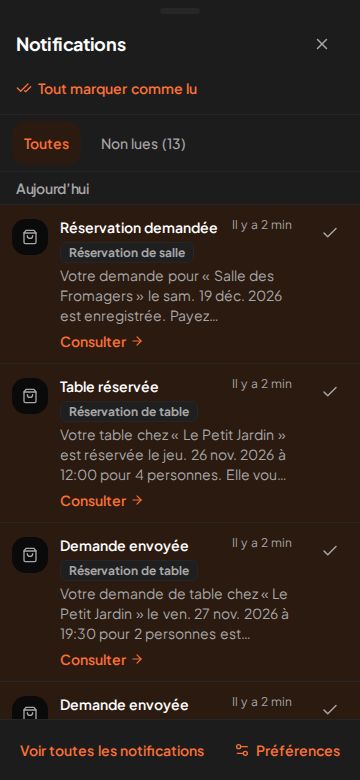 Notifications
Tout marquer comme lu
Toutes
Non lues (13)
Aujourd'hui
Réservation demandée
Il y a 2 min
Réservation de salle
Votre demande pour « Salle des
Fromagers » le sam. 19 déc. 2026
est enregistrée. Payez...
Consulter →
Table réservée
Il y a 2 min
Réservation de table
Votre table chez « Le Petit Jardin »
est réservée le jeu. 26 nov. 2026 à
12:00 pour 4 personnes. Elle vou...
Consulter →
Demande envoyée
Il y a 2 min
Réservation de table
Votre demande de table chez « Le
Petit Jardin » le ven. 27 nov. 2026 à
19:30 pour 2 personnes est...
Consulter →
Demande envoyée
Il y a 2 min
Voir toutes les notifications
Préférences